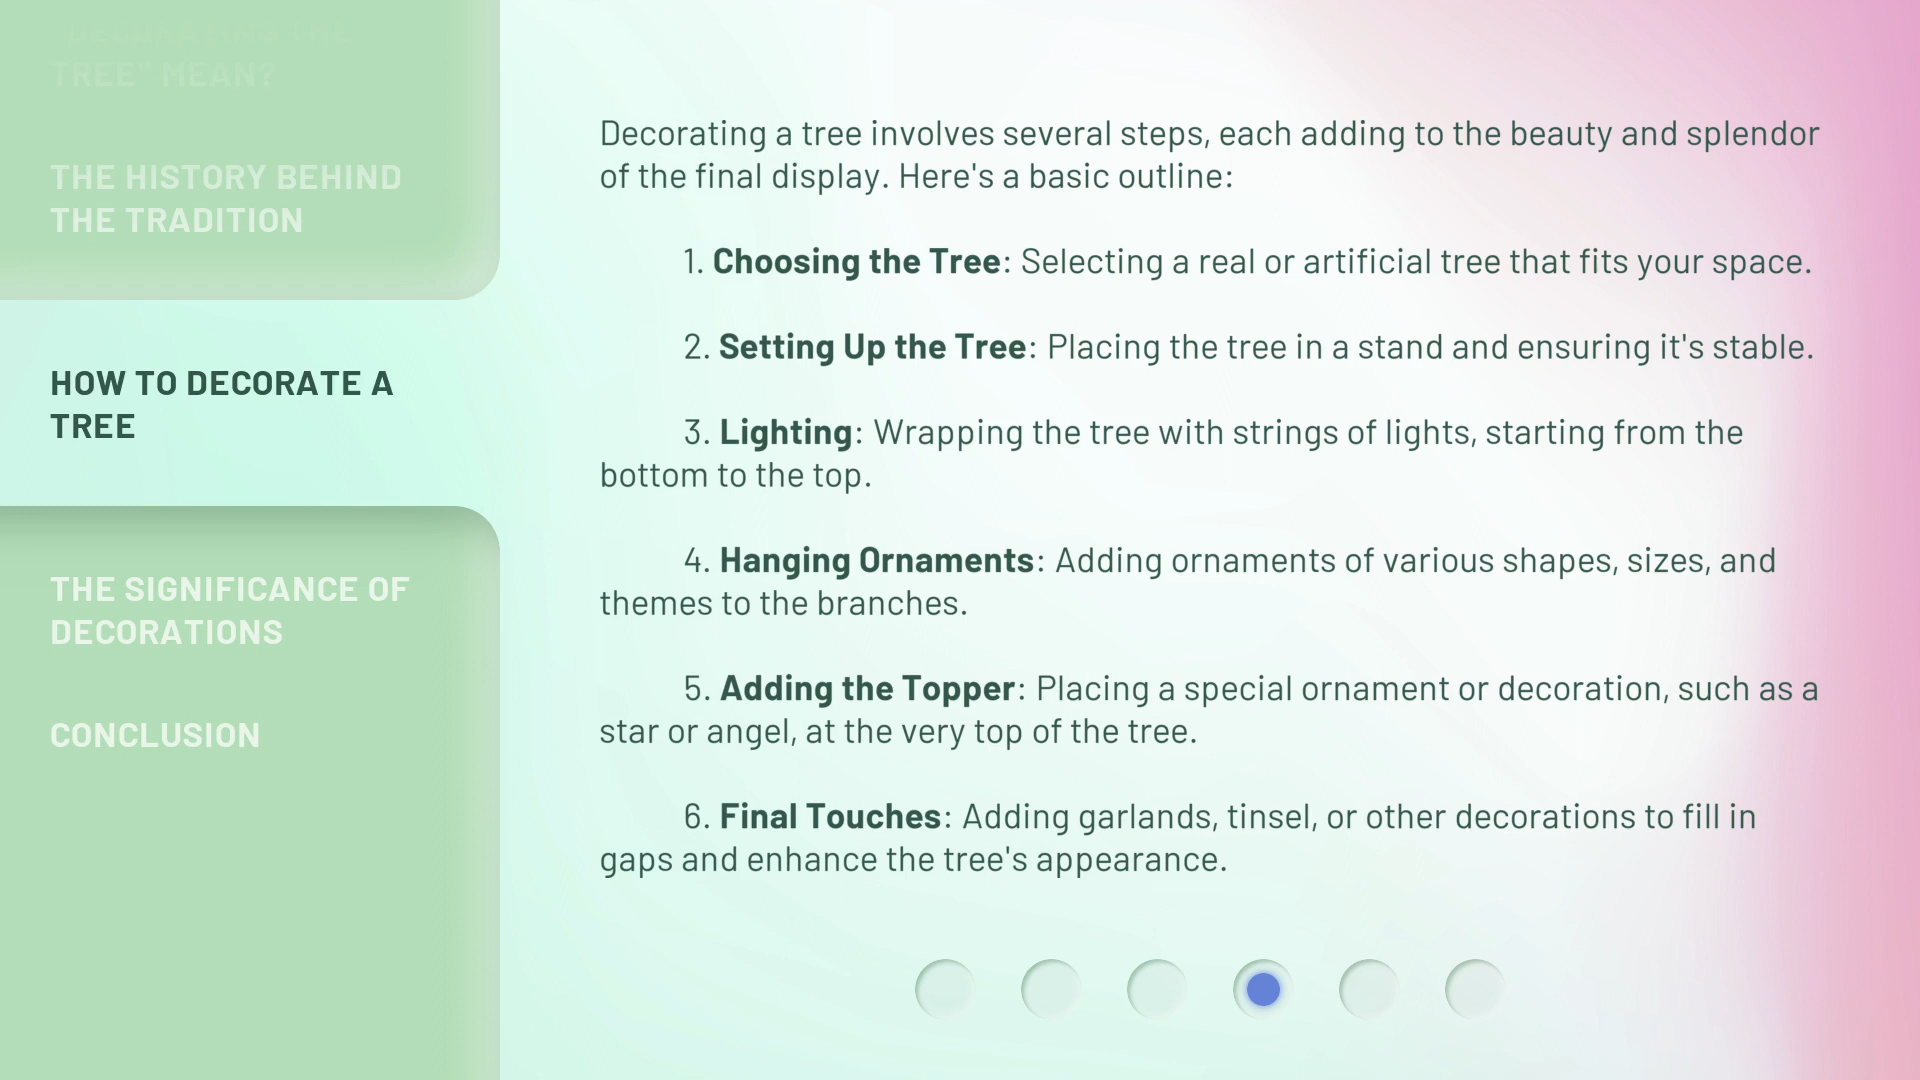 "DECORATING THE
TREE" MEAN?
THE HISTORY BEHIND
THE TRADITION
HOW TO DECORATE A
TREE
THE SIGNIFICANCE OF
DECORATIONS
CONCLUSION
Decorating a tree involves several steps, each adding to the beauty and splendor
of the final display. Here's a basic outline:
1. Choosing the Tree: Selecting a real or artificial tree that fits your space.
2. Setting Up the Tree: Placing the tree in a stand and ensuring it's stable.
3. Lighting: Wrapping the tree with strings of lights, starting from the
bottom to the top.
4. Hanging Ornaments: Adding ornaments of various shapes, sizes, and
themes to the branches.
5. Adding the Topper: Placing a special ornament or decoration, such as a
star or angel, at the very top of the tree.
6. Final Touches: Adding garlands, tinsel, or other decorations to fill in
gaps and enhance the tree's appearance.